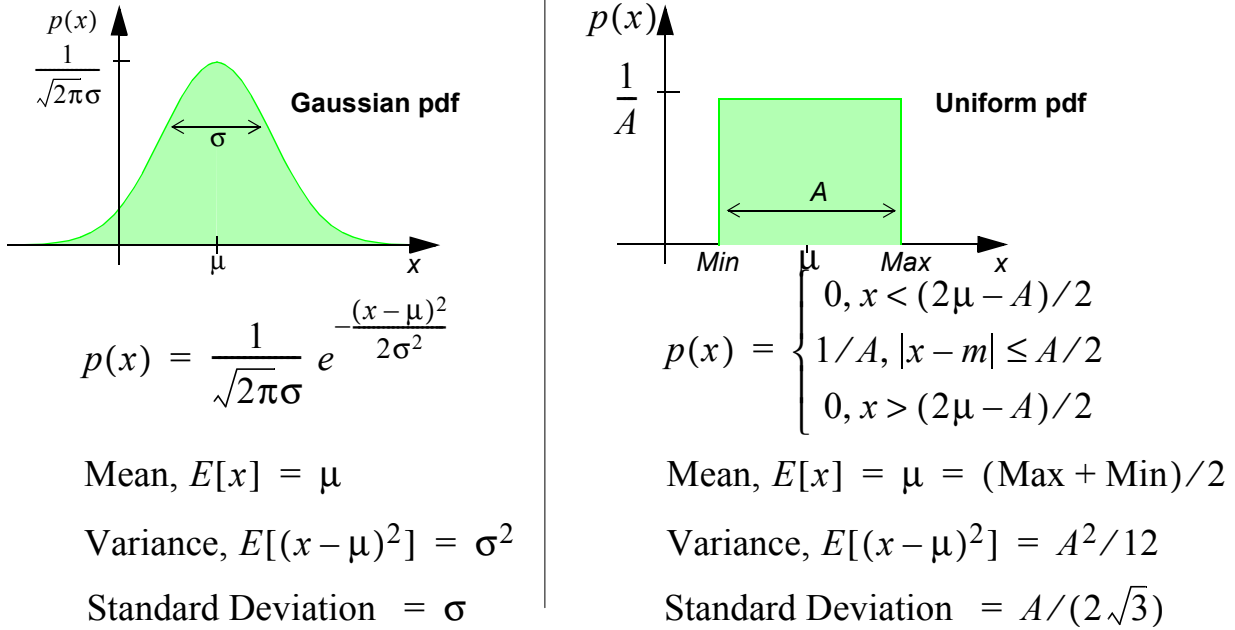 p(x)
1
√2πσ
Gaussian pdf
σ
μ
x
p(x) = 1/(√2πσ) e^(-(x – μ)²/(2σ²))
Mean, E[x] = μ
Variance, E[(x – μ)²] = σ²
Standard Deviation = σ
p(x)
1
A
Uniform pdf
A
Min μ Max x
0, x < (2μ – A)/2
p(x) = { 1/A, |x – m| ≤ A/2
0, x > (2μ – A)/2
Mean, E[x] = μ = (Max + Min)/2
Variance, E[(x – μ)²] = A²/12
Standard Deviation = A/(2√3)